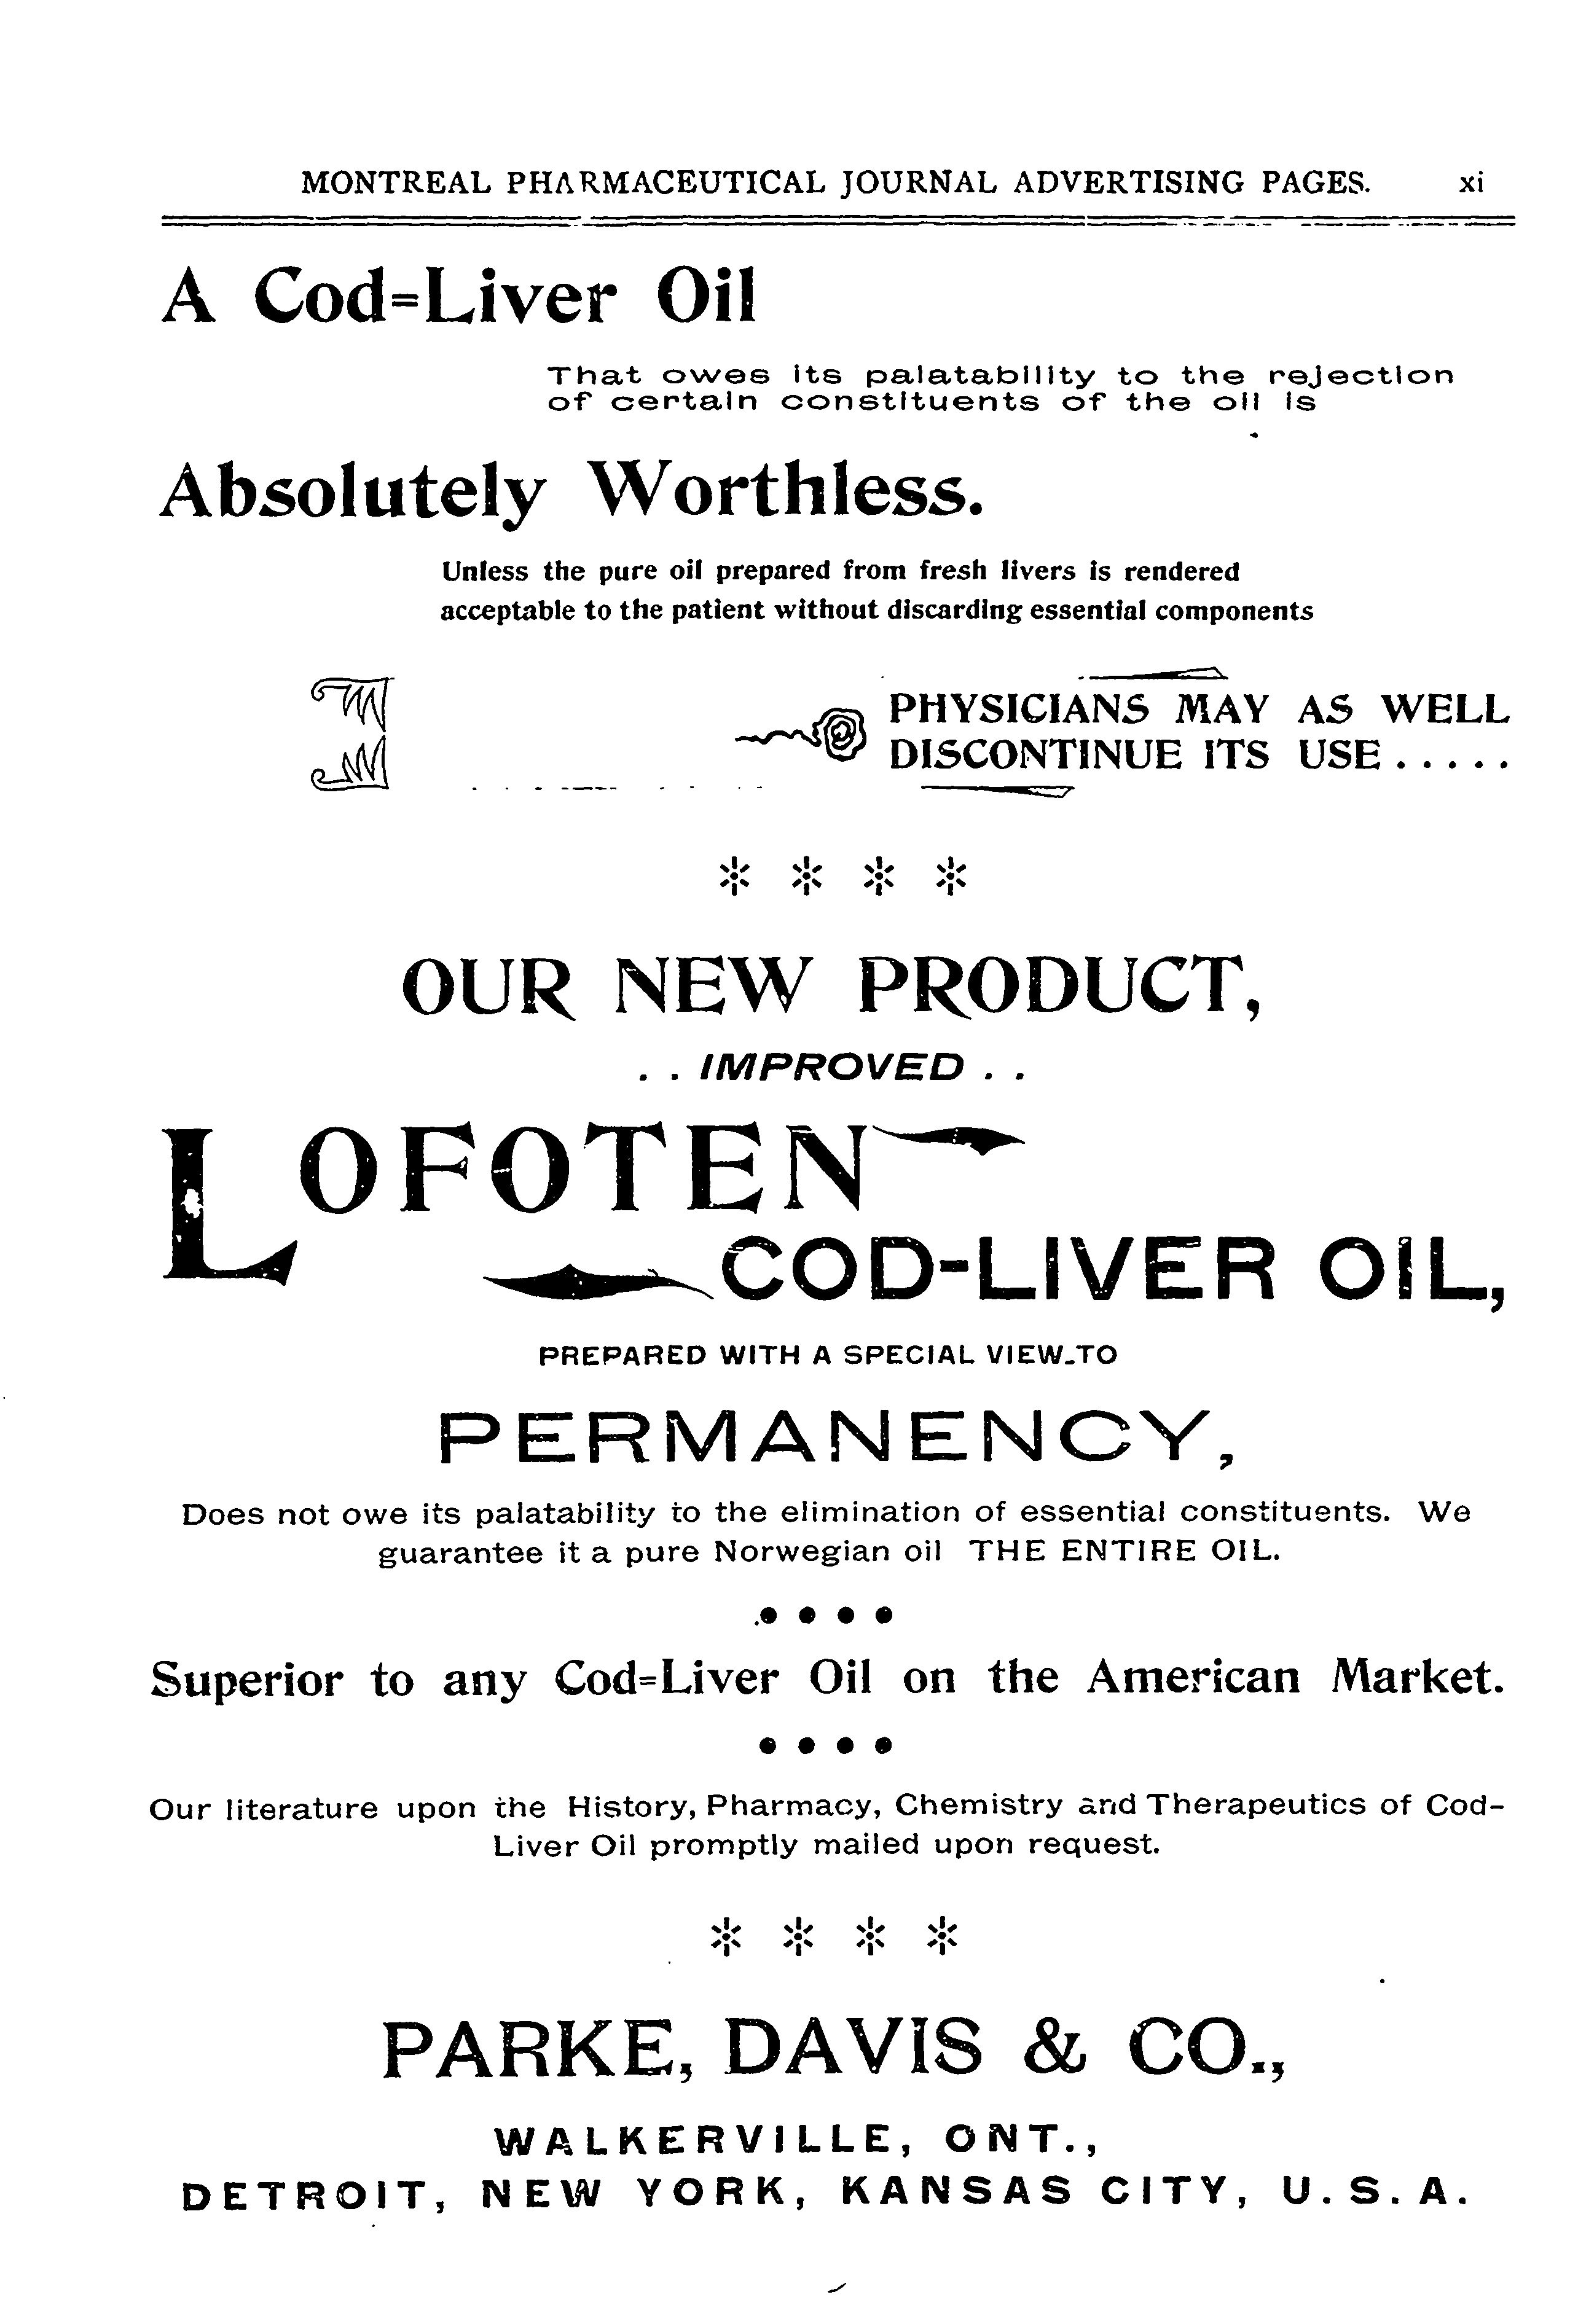 MONTREAL PHARMACEUTICAL JOURNAL ADVERTISING PAGES. xi
A Cod=Liver Oil
That owes its palatability to the rejection
of certain constituents of the oil is
Absolutely Worthless.
Unless the pure oil prepared from fresh livers is rendered
acceptable to the patient without discarding essential components
PHYSICIANS MAY AS WELL
DISCONTINUE ITS USE.....
* * * *
OUR NEW PRODUCT,
. . IMPROVED . .
LOFOTEN
COD-LIVER OIL,
PREPARED WITH A SPECIAL VIEW TO
PERMANENCY,
Does not owe its palatability to the elimination of essential constituents. We
guarantee it a pure Norwegian oil THE ENTIRE OIL.
• • • •
Superior to any Cod=Liver Oil on the American Market.
• • • •
Our literature upon the History, Pharmacy, Chemistry and Therapeutics of Cod-
Liver Oil promptly mailed upon request.
* * * *
PARKE, DAVIS & CO.,
WALKERVILLE, ONT.,
DETROIT, NEW YORK, KANSAS CITY, U.S.A.